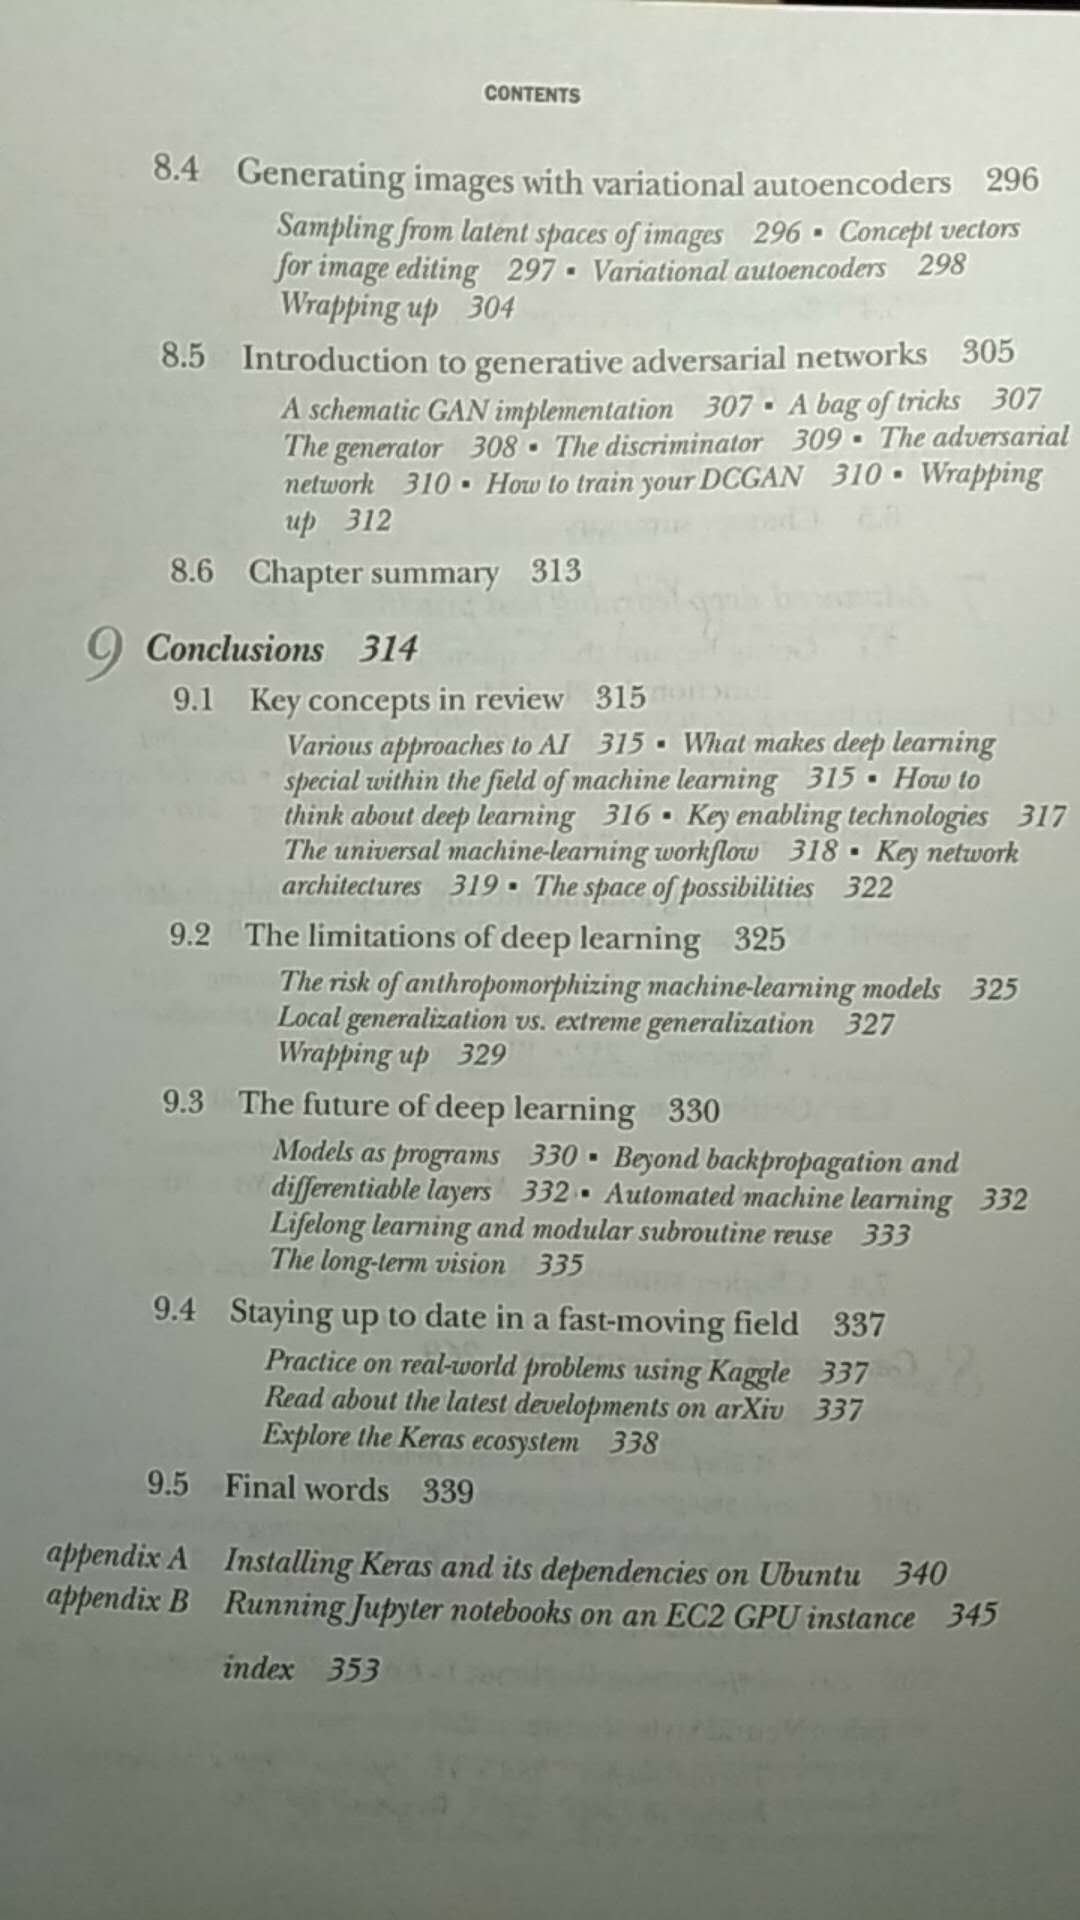 CONTENTS
8.4 Generating images with variational autoencoders 296
Sampling from latent spaces of images 296 ▪ Concept vectors
for image editing 297 ▪ Variational autoencoders 298
Wrapping up 304
8.5 Introduction to generative adversarial networks 305
A schematic GAN implementation 307 ▪ A bag of tricks 307
The generator 308 ▪ The discriminator 309 ▪ The adversarial
network 310 ▪ How to train your DCGAN 310 ▪ Wrapping
up 312
8.6 Chapter summary 313
9 Conclusions 314
9.1 Key concepts in review 315
Various approaches to AI 315 ▪ What makes deep learning
special within the field of machine learning 315 ▪ How to
think about deep learning 316 ▪ Key enabling technologies 317
The universal machine-learning workflow 318 ▪ Key network
architectures 319 ▪ The space of possibilities 322
9.2 The limitations of deep learning 325
The risk of anthropomorphizing machine-learning models 325
Local generalization vs. extreme generalization 327
Wrapping up 329
9.3 The future of deep learning 330
Models as programs 330 ▪ Beyond backpropagation and
differentiable layers 332 ▪ Automated machine learning 332
Lifelong learning and modular subroutine reuse 333
The long-term vision 335
9.4 Staying up to date in a fast-moving field 337
Practice on real-world problems using Kaggle 337
Read about the latest developments on arXiv 337
Explore the Keras ecosystem 338
9.5 Final words 339
appendix A Installing Keras and its dependencies on Ubuntu 340
appendix B Running Jupyter notebooks on an EC2 GPU instance 345
index 353